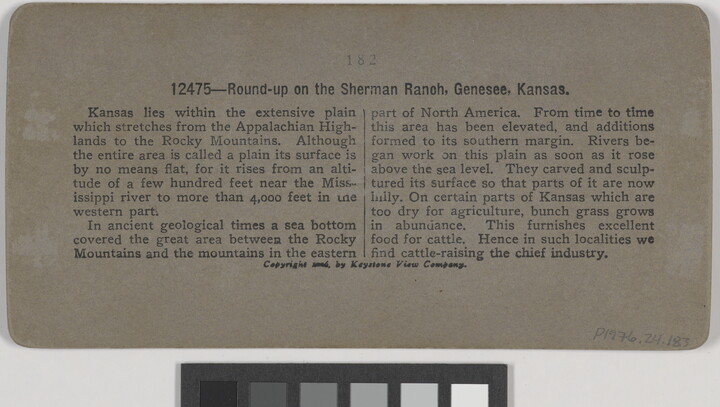 182
12475—Round-up on the Sherman Ranch, Genesee, Kansas.
Kansas lies within the extensive plain
which stretches from the Appalachian High-
lands to the Rocky Mountains. Although
the entire area is called a plain its surface is
by no means flat, for it rises from an alti-
tude of a few hundred feet near the Miss-
issippi river to more than 4,000 feet in the
western part.
In ancient geological times a sea bottom
covered the great area between the Rocky
Mountains and the mountains in the eastern
part of North America. From time to time
this area has been elevated, and additions
formed to its southern margin. Rivers be-
gan work on this plain as soon as it rose
above the sea level. They carved and sculp-
tured its surface so that parts of it are now
hilly. On certain parts of Kansas which are
too dry for agriculture, bunch grass grows
in abundance. This furnishes excellent
food for cattle. Hence in such localities we
find cattle-raising the chief industry.
Copyright by Keystone View Company.
P1976.24.183